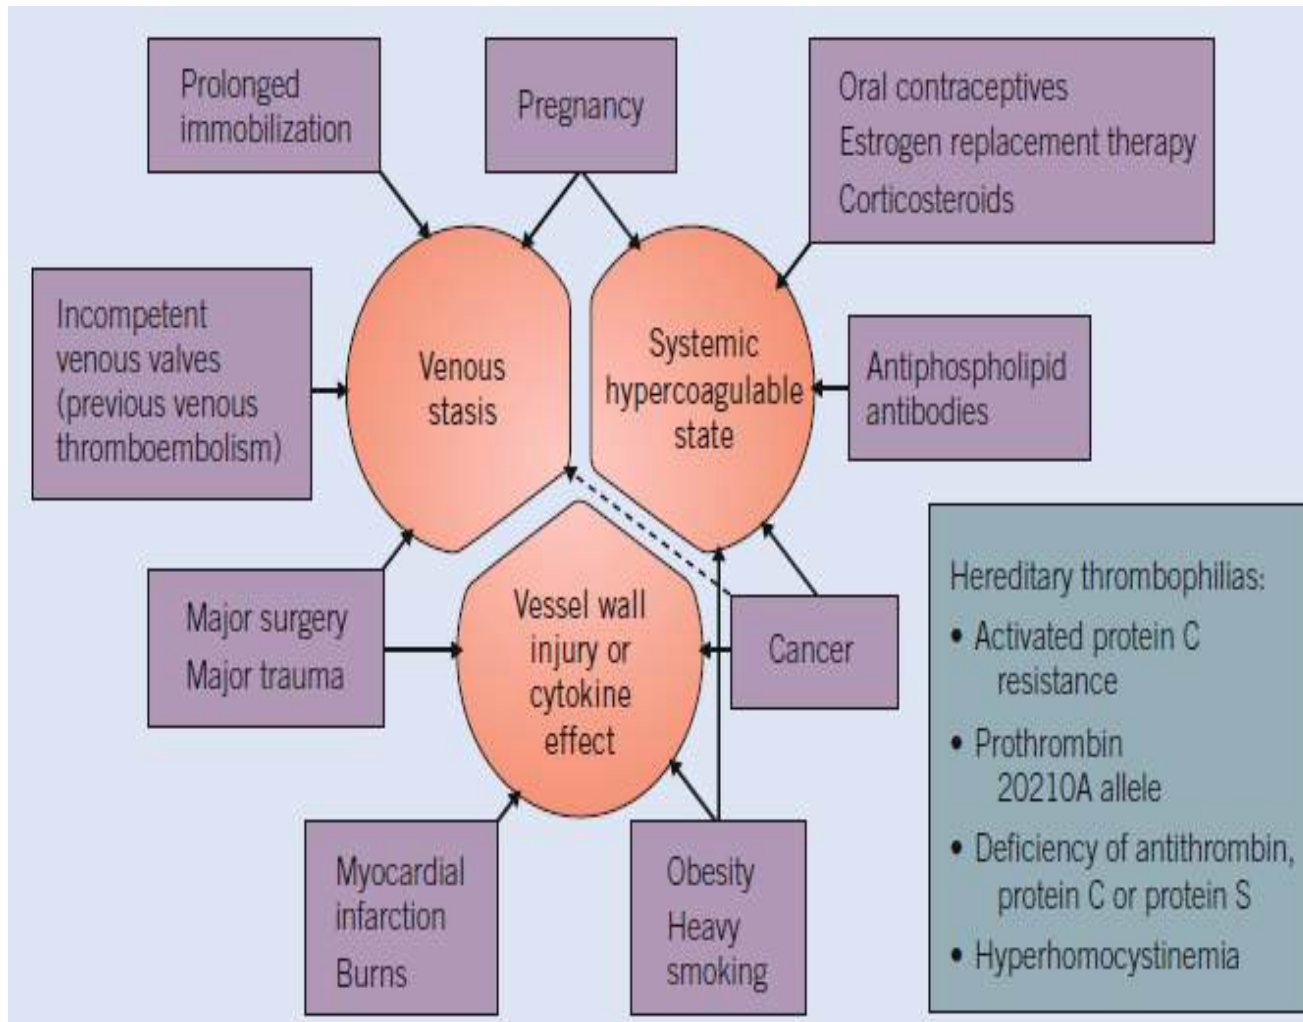 Prolonged
immobilization
Pregnancy
Oral contraceptives
Estrogen replacement therapy
Corticosteroids
Incompetent
venous valves
(previous venous
thromboembolism)
Venous
stasis
Systemic
hypercoagulable
state
Antiphospholipid
antibodies
Major surgery
Major trauma
Vessel wall
injury or
cytokine
effect
Cancer
Hereditary thrombophilias:
• Activated protein C
resistance
• Prothrombin
20210A allele
• Deficiency of antithrombin,
protein C or protein S
• Hyperhomocystinemia
Myocardial
infarction
Burns
Obesity
Heavy
smoking